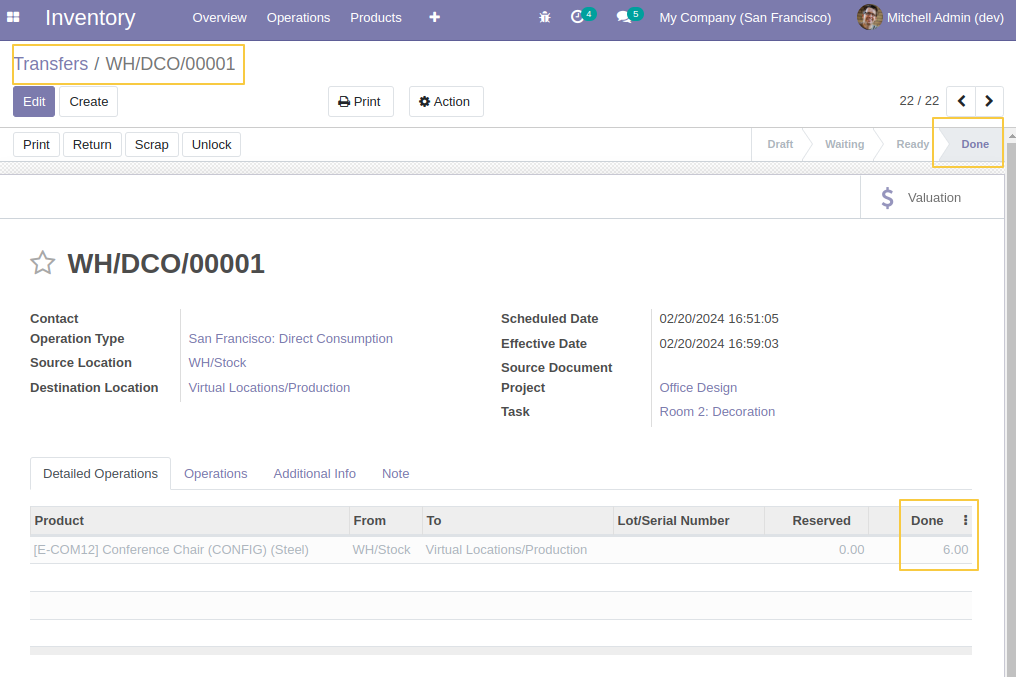 Inventory Overview Operations Products 4 5 My Company (San Francisco) Mitchell Admin (dev)
Transfers / WH/DCO/00001
Edit Create Print Action 22 / 22
Print Return Scrap Unlock Draft Waiting Ready Done
$ Valuation
WH/DCO/00001
Contact
Operation Type San Francisco: Direct Consumption
Source Location WH/Stock
Destination Location Virtual Locations/Production
Scheduled Date 02/20/2024 16:51:05
Effective Date 02/20/2024 16:59:03
Source Document
Project Office Design
Task Room 2: Decoration
Detailed Operations Operations Additional Info Note
Product From To Lot/Serial Number Reserved Done
[E-COM12] Conference Chair (CONFIG) (Steel) WH/Stock Virtual Locations/Production 0.00 6.00